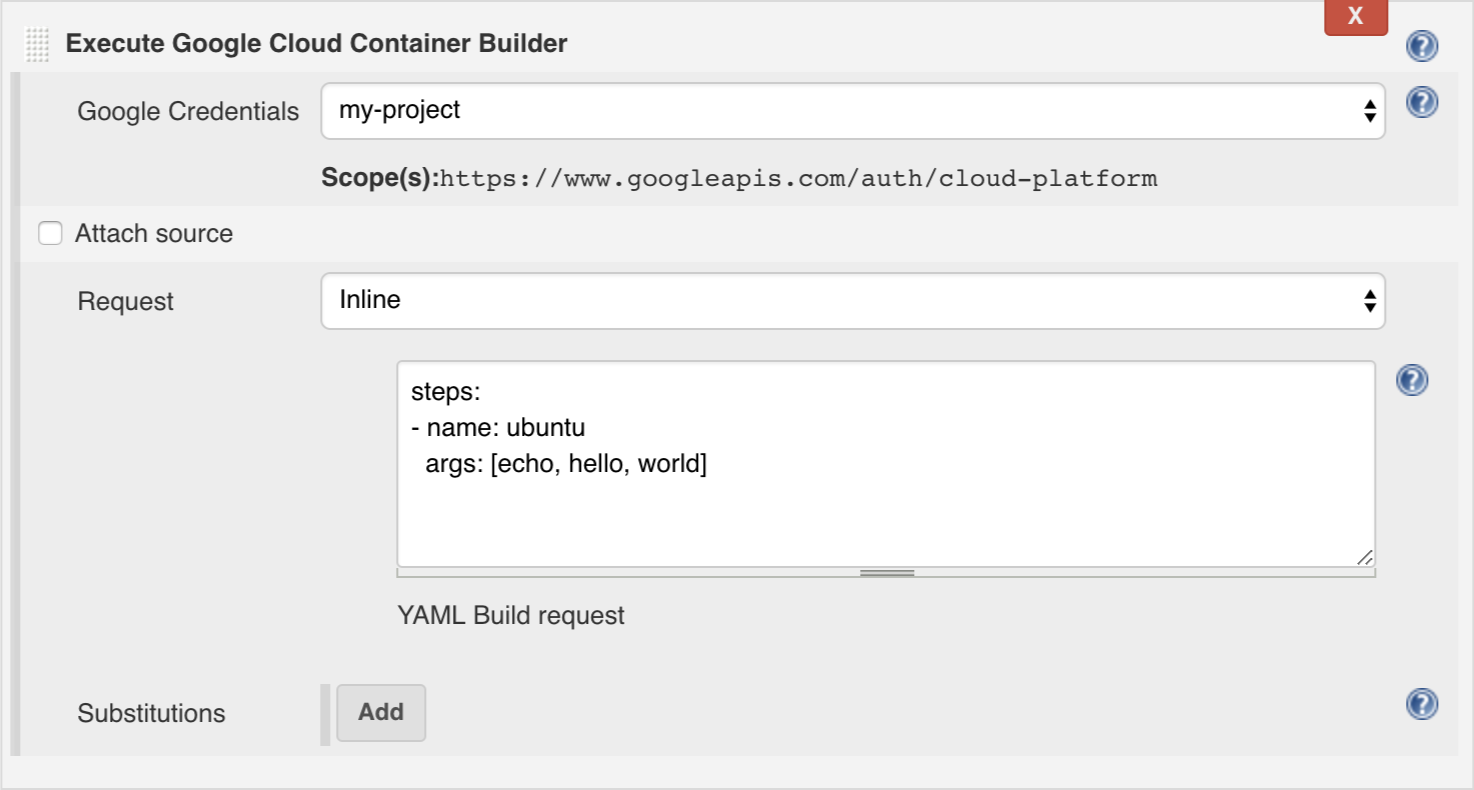 X
Execute Google Cloud Container Builder
?
Google Credentials my-project
?
Scope(s):https://www.googleapis.com/auth/cloud-platform
Attach source
Request Inline
?
steps:
- name: ubuntu
  args: [echo, hello, world]
YAML Build request
Substitutions Add
?